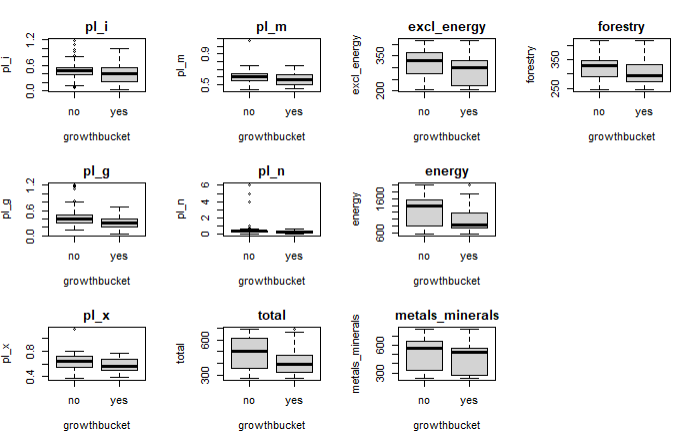 pl_i
pl_i
0.0 0.6 1.2
no yes
growthbucket
pl_m
pl_m
0.5 0.9
no yes
growthbucket
excl_energy
excl_energy
200 350
no yes
growthbucket
forestry
forestry
250 350
no yes
growthbucket
pl_g
pl_g
0.0 0.6 1.2
no yes
growthbucket
pl_n
pl_n
0 2 4 6
no yes
growthbucket
energy
energy
600 1600
no yes
growthbucket
pl_x
pl_x
0.4 0.8
no yes
growthbucket
total
total
300 600
no yes
growthbucket
metals_minerals
metals_minerals
300 600
no yes
growthbucket